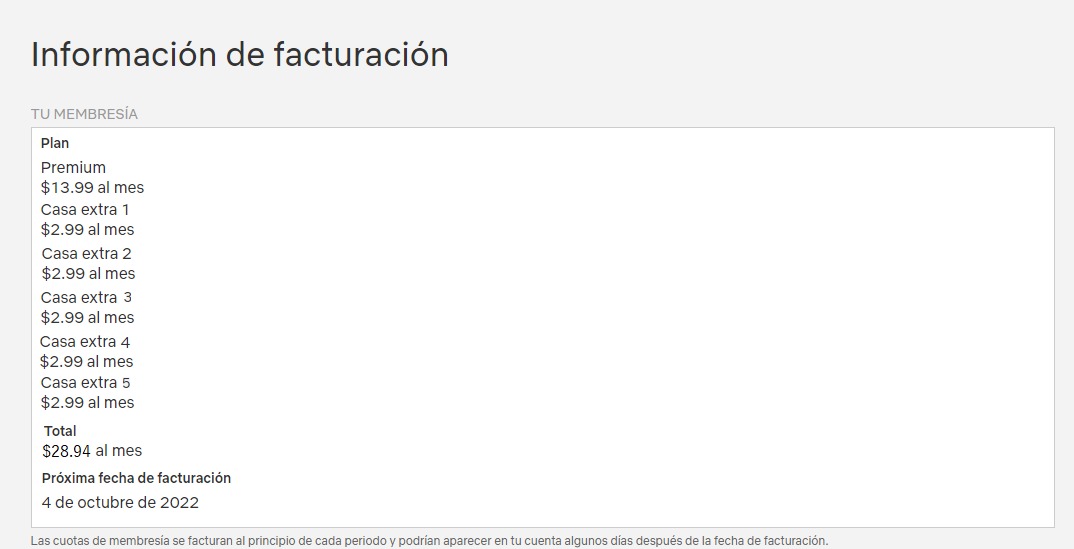 Información de facturación
TU MEMBRESÍA
Plan
Premium
$13.99 al mes
Casa extra 1
$2.99 al mes
Casa extra 2
$2.99 al mes
Casa extra 3
$2.99 al mes
Casa extra 4
$2.99 al mes
Casa extra 5
$2.99 al mes
Total
$28.94 al mes
Próxima fecha de facturación
4 de octubre de 2022
Las cuotas de membresía se facturan al principio de cada periodo y podrían aparecer en tu cuenta algunos días después de la fecha de facturación.